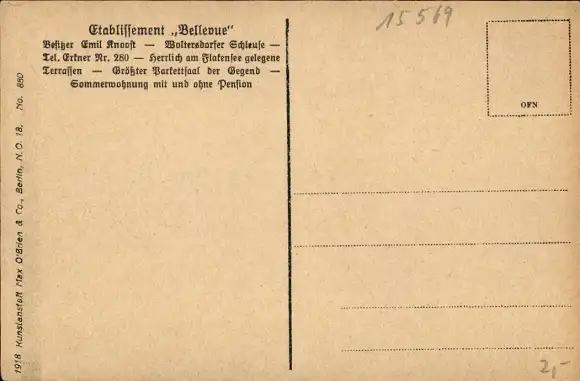 Etablissement „Bellevue“
Besitzer Emil Knoost — Woltersdorfer Schleuse —
Tel. Erkner Nr. 280 — Herrlich am Flakensee gelegene
Terrassen — Größter Parkettsaal der Gegend —
Sommerwohnung mit und ohne Pension
15569
OFN
1918 Kunstanstalt Max O'Brien & Co., Berlin, N.O. 18, No. 880
2,-